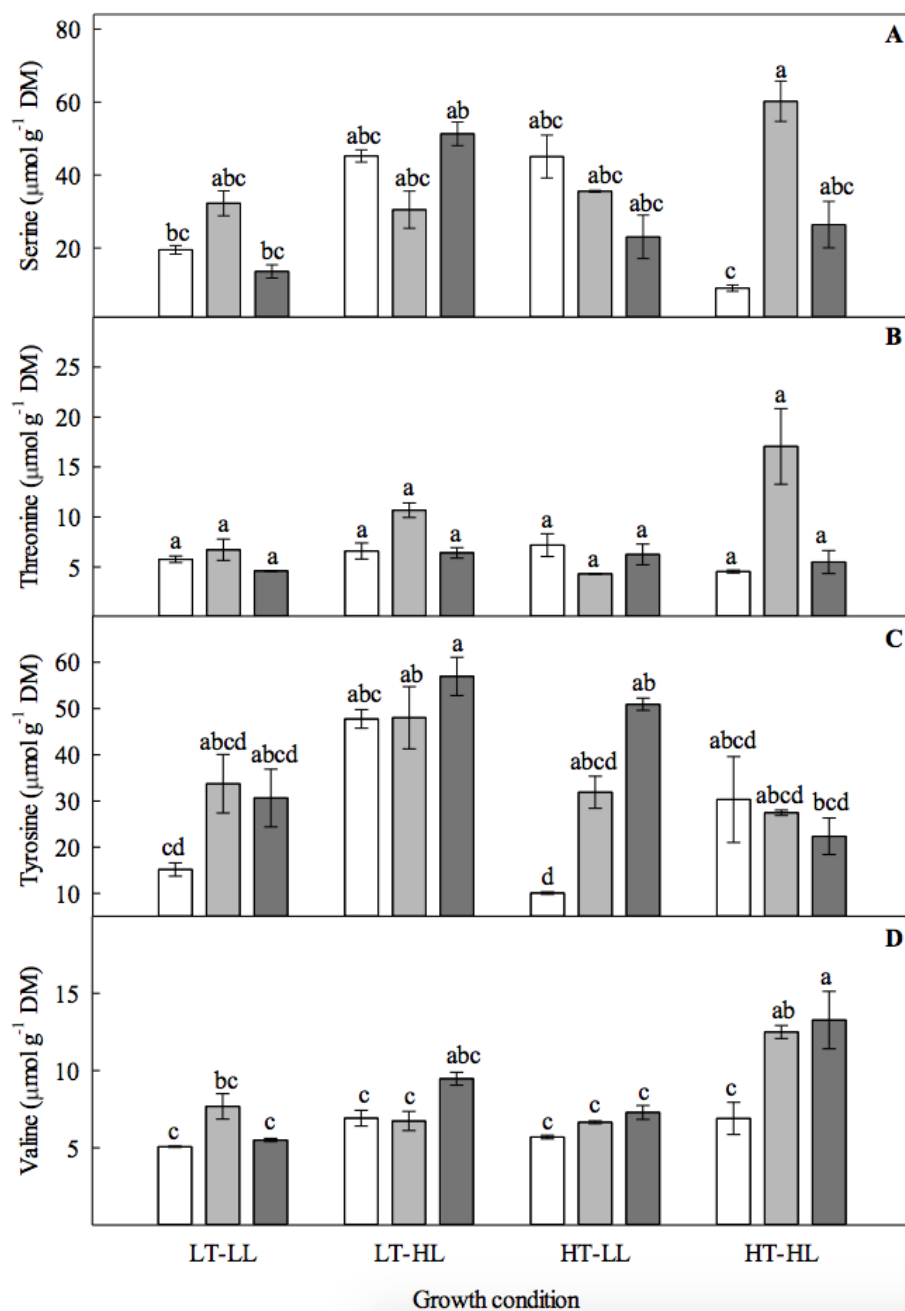 A
Serine (μmol g⁻¹ DM)
80
60
40
20
bc
abc
bc
abc
abc
ab
abc
abc
abc
c
a
abc
B
Threonine (μmol g⁻¹ DM)
25
20
15
10
5
a
a
a
a
a
a
a
a
a
a
a
a
C
Tyrosine (μmol g⁻¹ DM)
60
50
40
30
20
10
cd
abcd
abcd
abc
ab
a
d
abcd
ab
abcd
abcd
bcd
D
Valine (μmol g⁻¹ DM)
15
10
5
c
bc
c
c
c
abc
c
c
c
c
ab
a
LT-LL
LT-HL
HT-LL
HT-HL
Growth condition